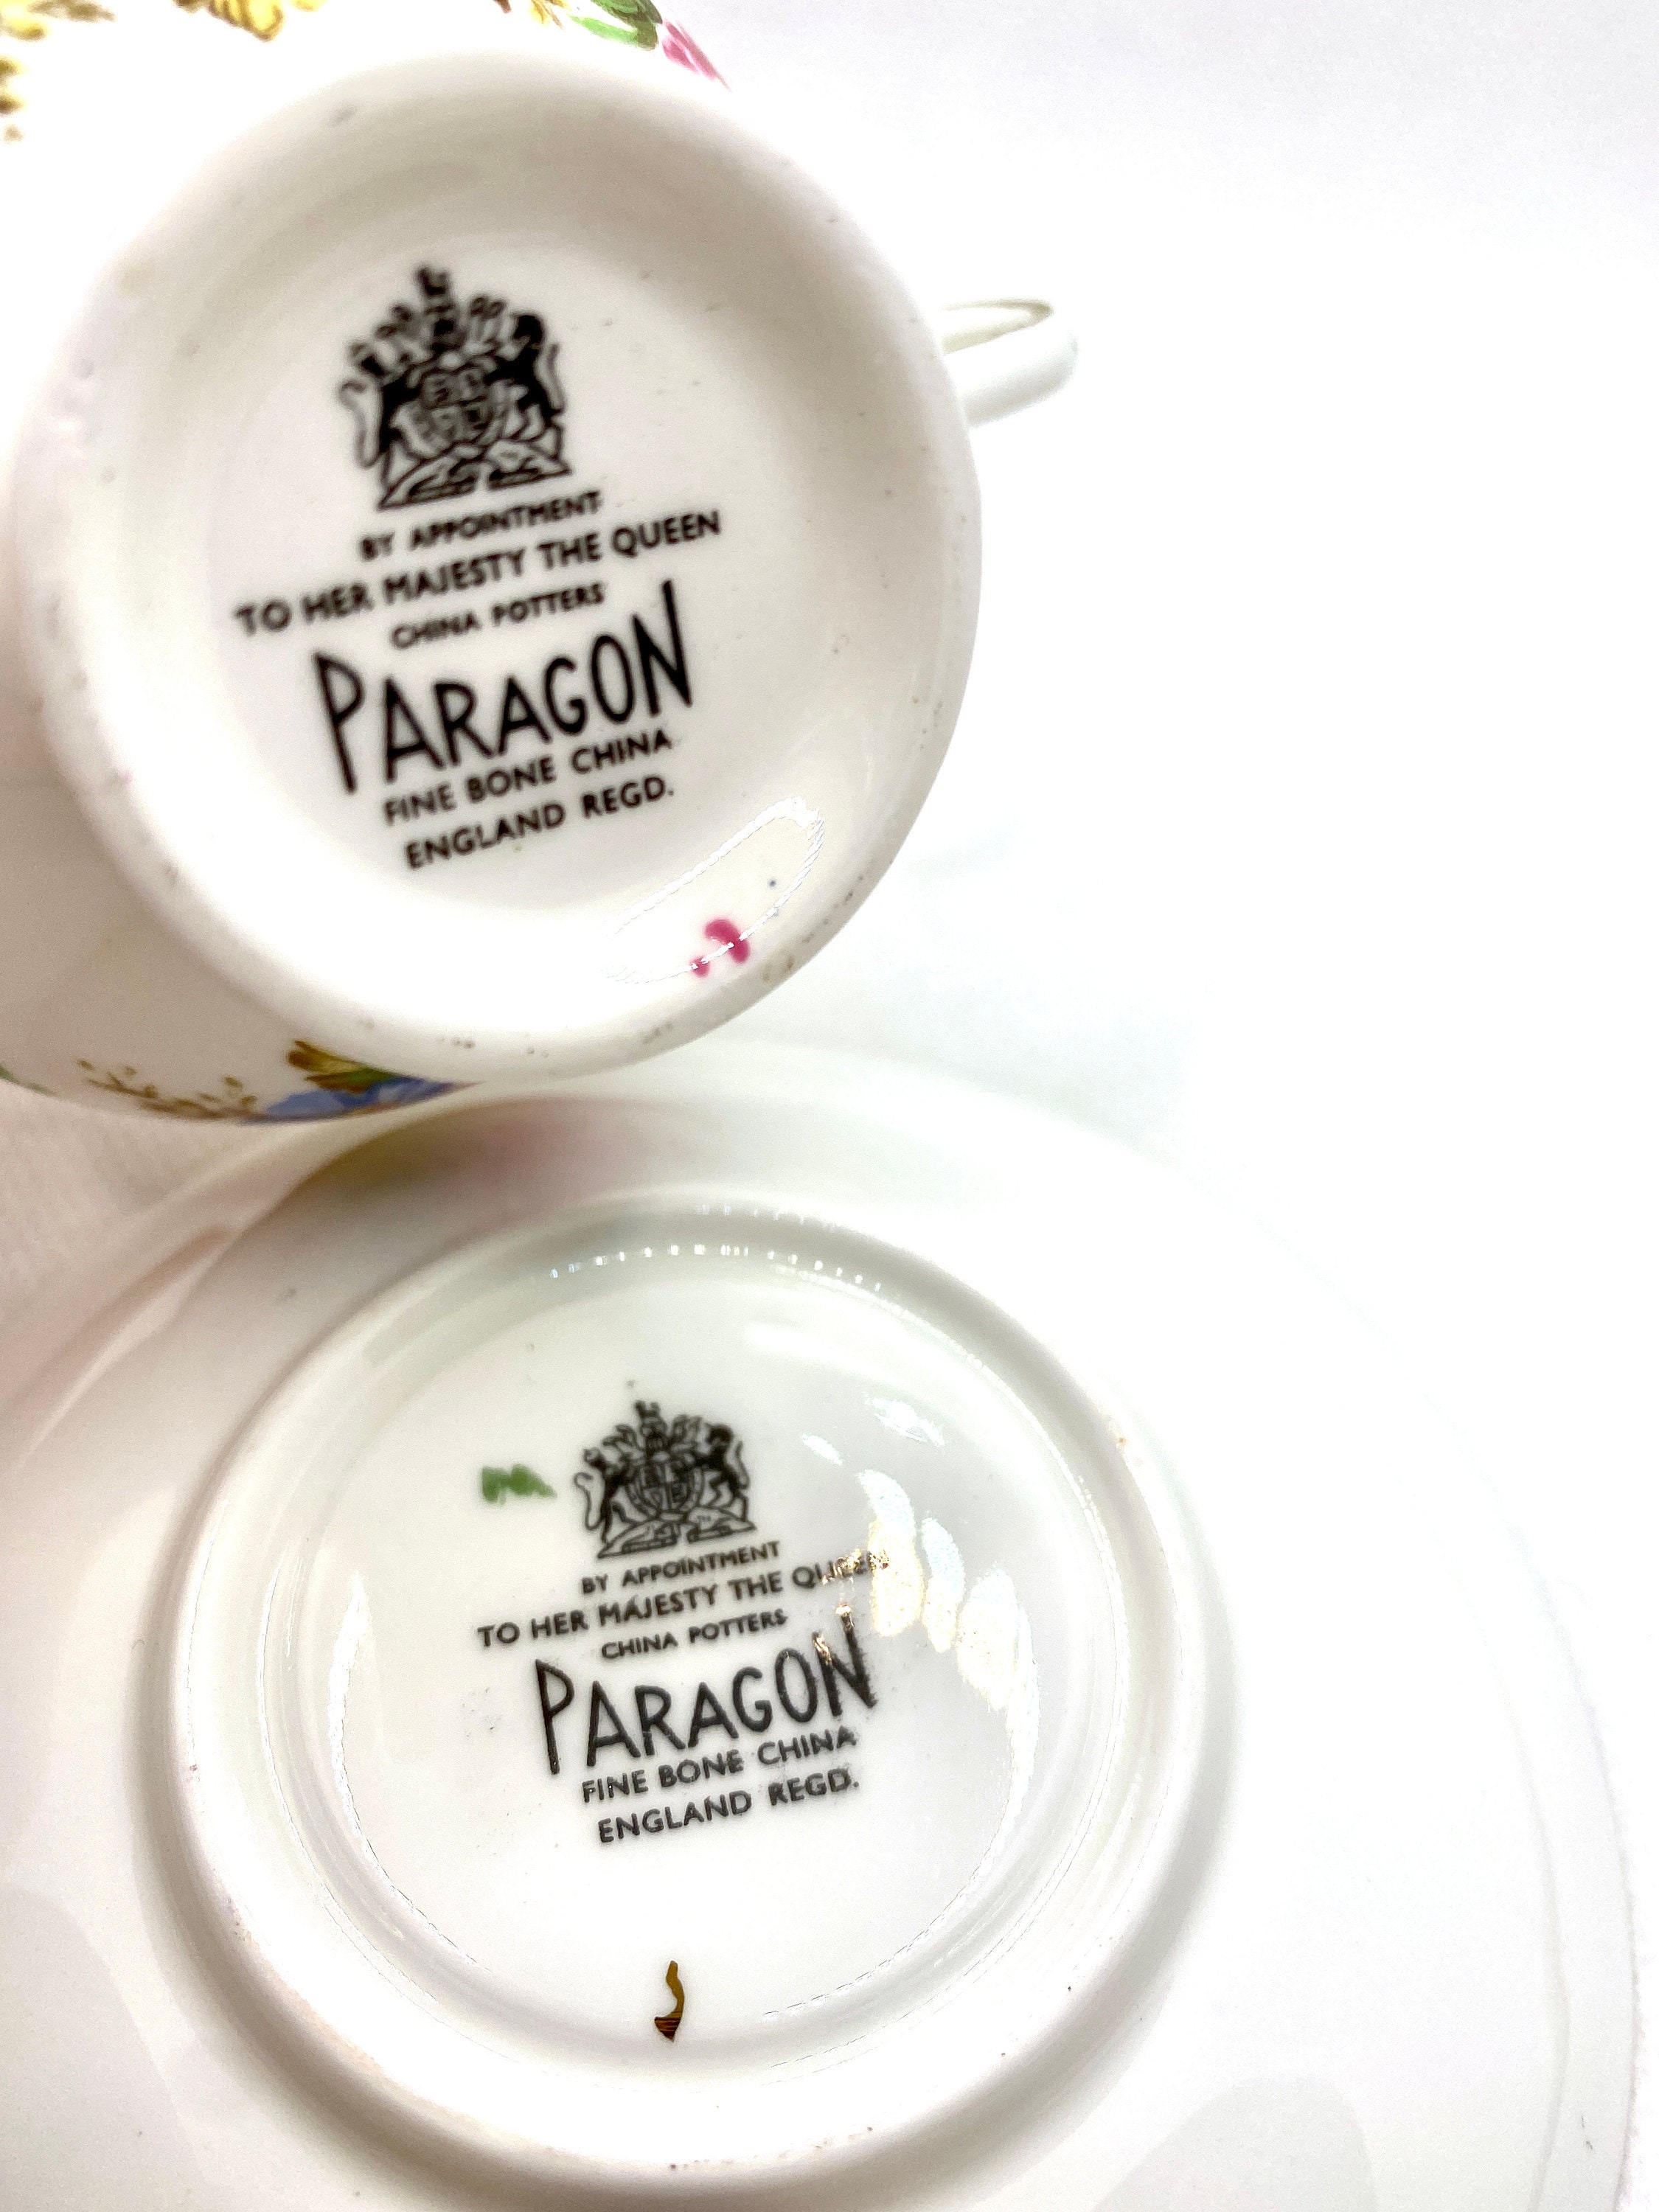 BY APPOINTMENT
TO HER MAJESTY THE QUEEN
CHINA POTTERS
PARAGON
FINE BONE CHINA
ENGLAND REGD.
BY APPOINTMENT
TO HER MAJESTY THE QUEEN
CHINA POTTERS
PARAGON
FINE BONE CHINA
ENGLAND REGD.